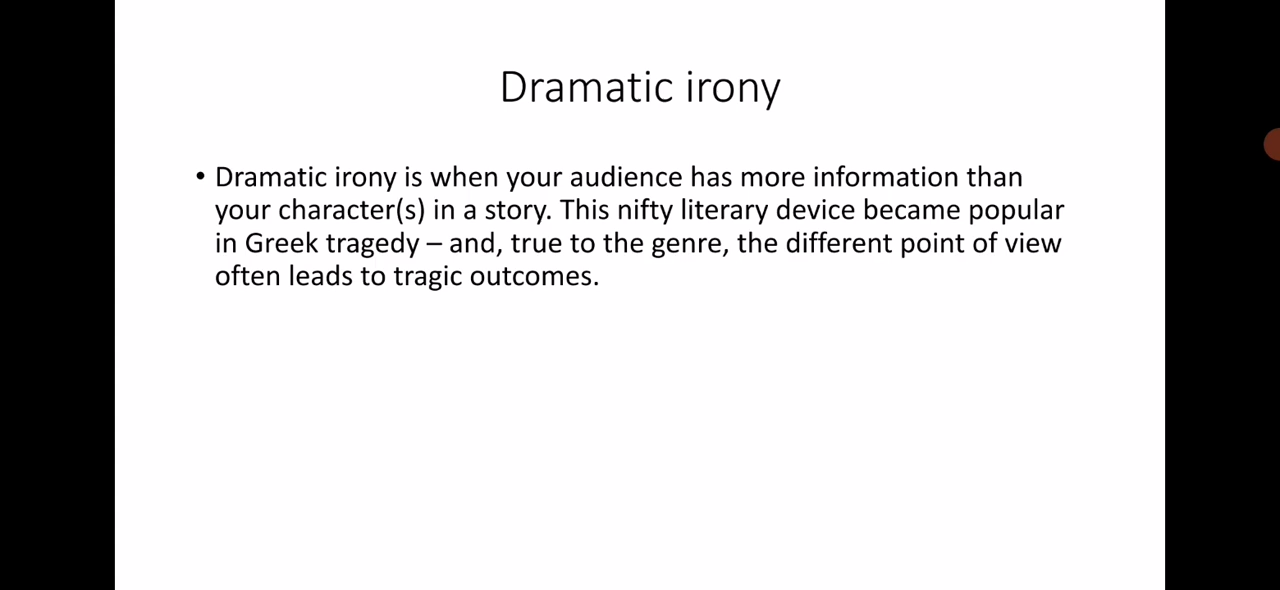 Dramatic irony
• Dramatic irony is when your audience has more information than
your character(s) in a story. This nifty literary device became popular
in Greek tragedy – and, true to the genre, the different point of view
often leads to tragic outcomes.